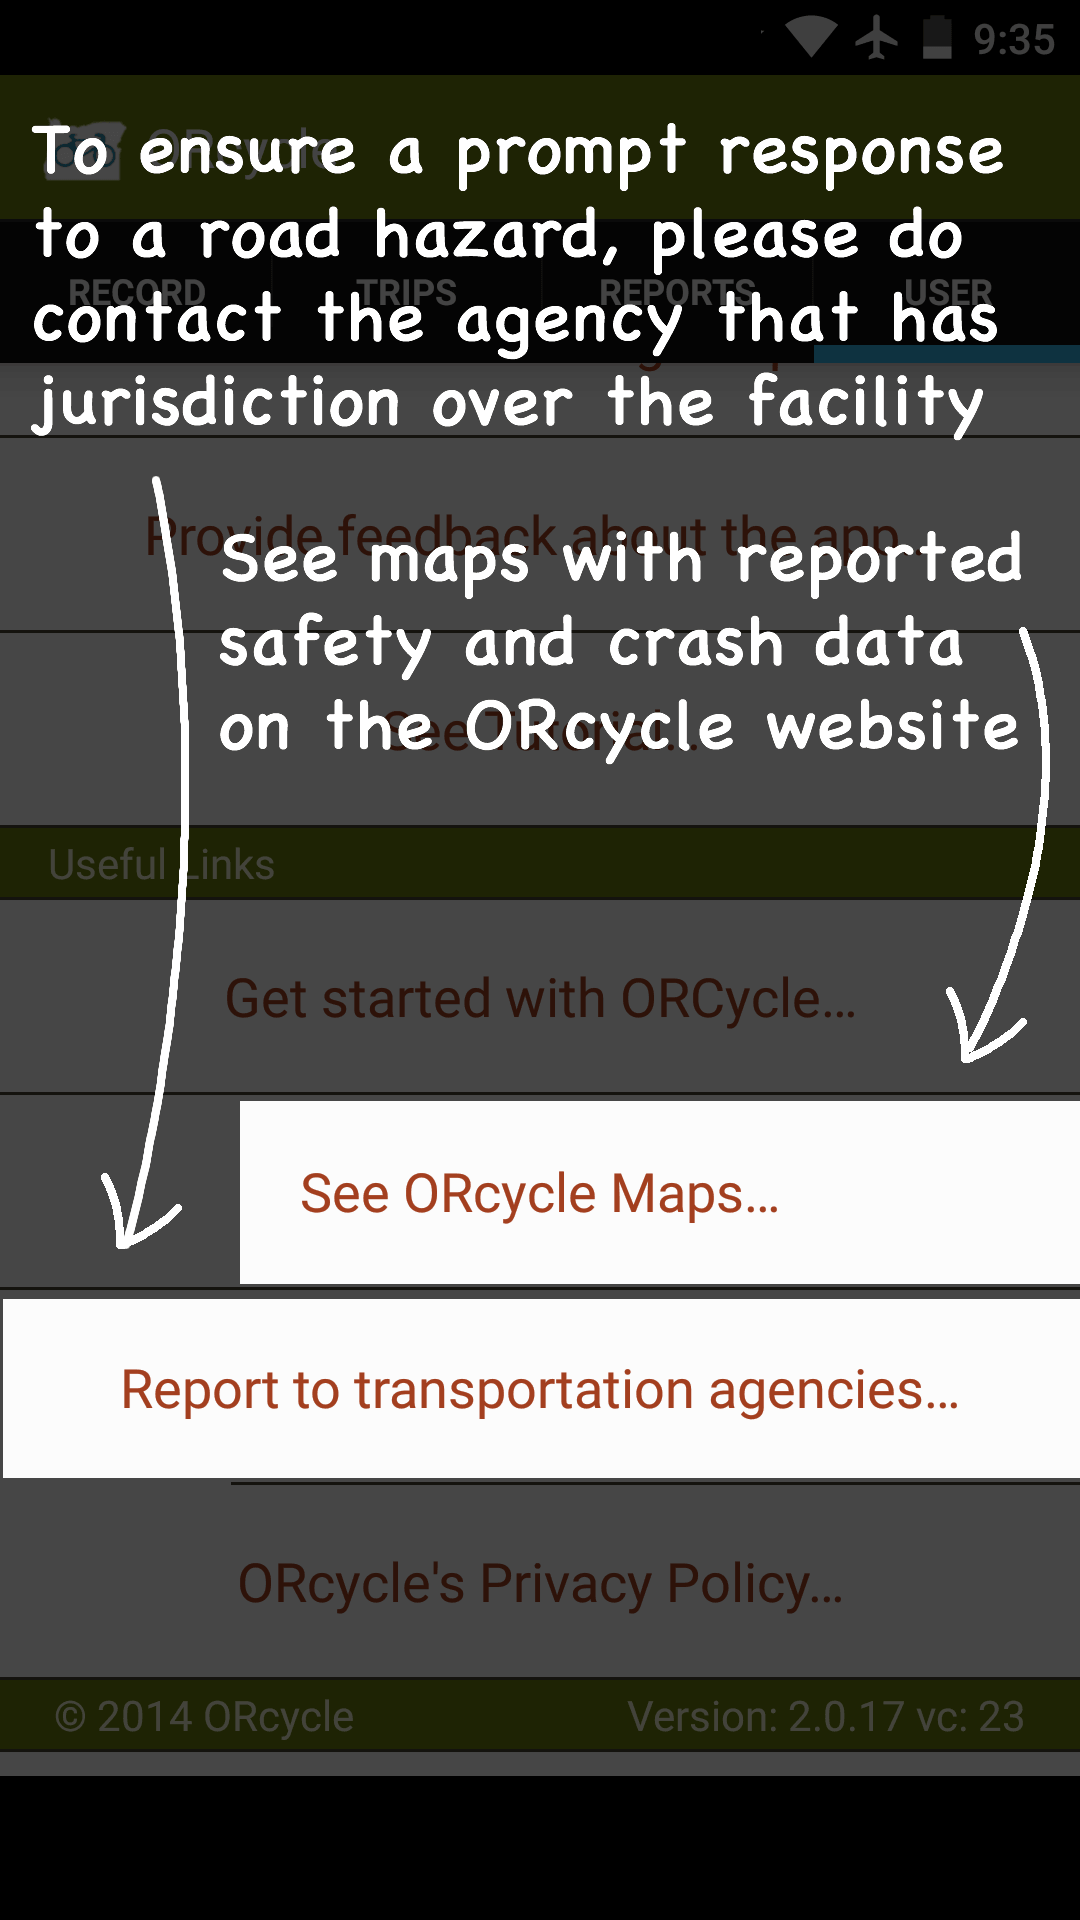 9:35
ORcycle
To ensure a prompt response
to a road hazard, please do
RECORD TRIPS REPORTS USER
contact the agency that has
jurisdiction over the facility
Provide feedback about the app...
See maps with reported
safety and crash data
See Tutorial...
on the ORcycle website
Useful Links
Get started with ORCycle...
See ORcycle Maps...
Report to transportation agencies...
ORcycle's Privacy Policy...
© 2014 ORcycle Version: 2.0.17 vc: 23